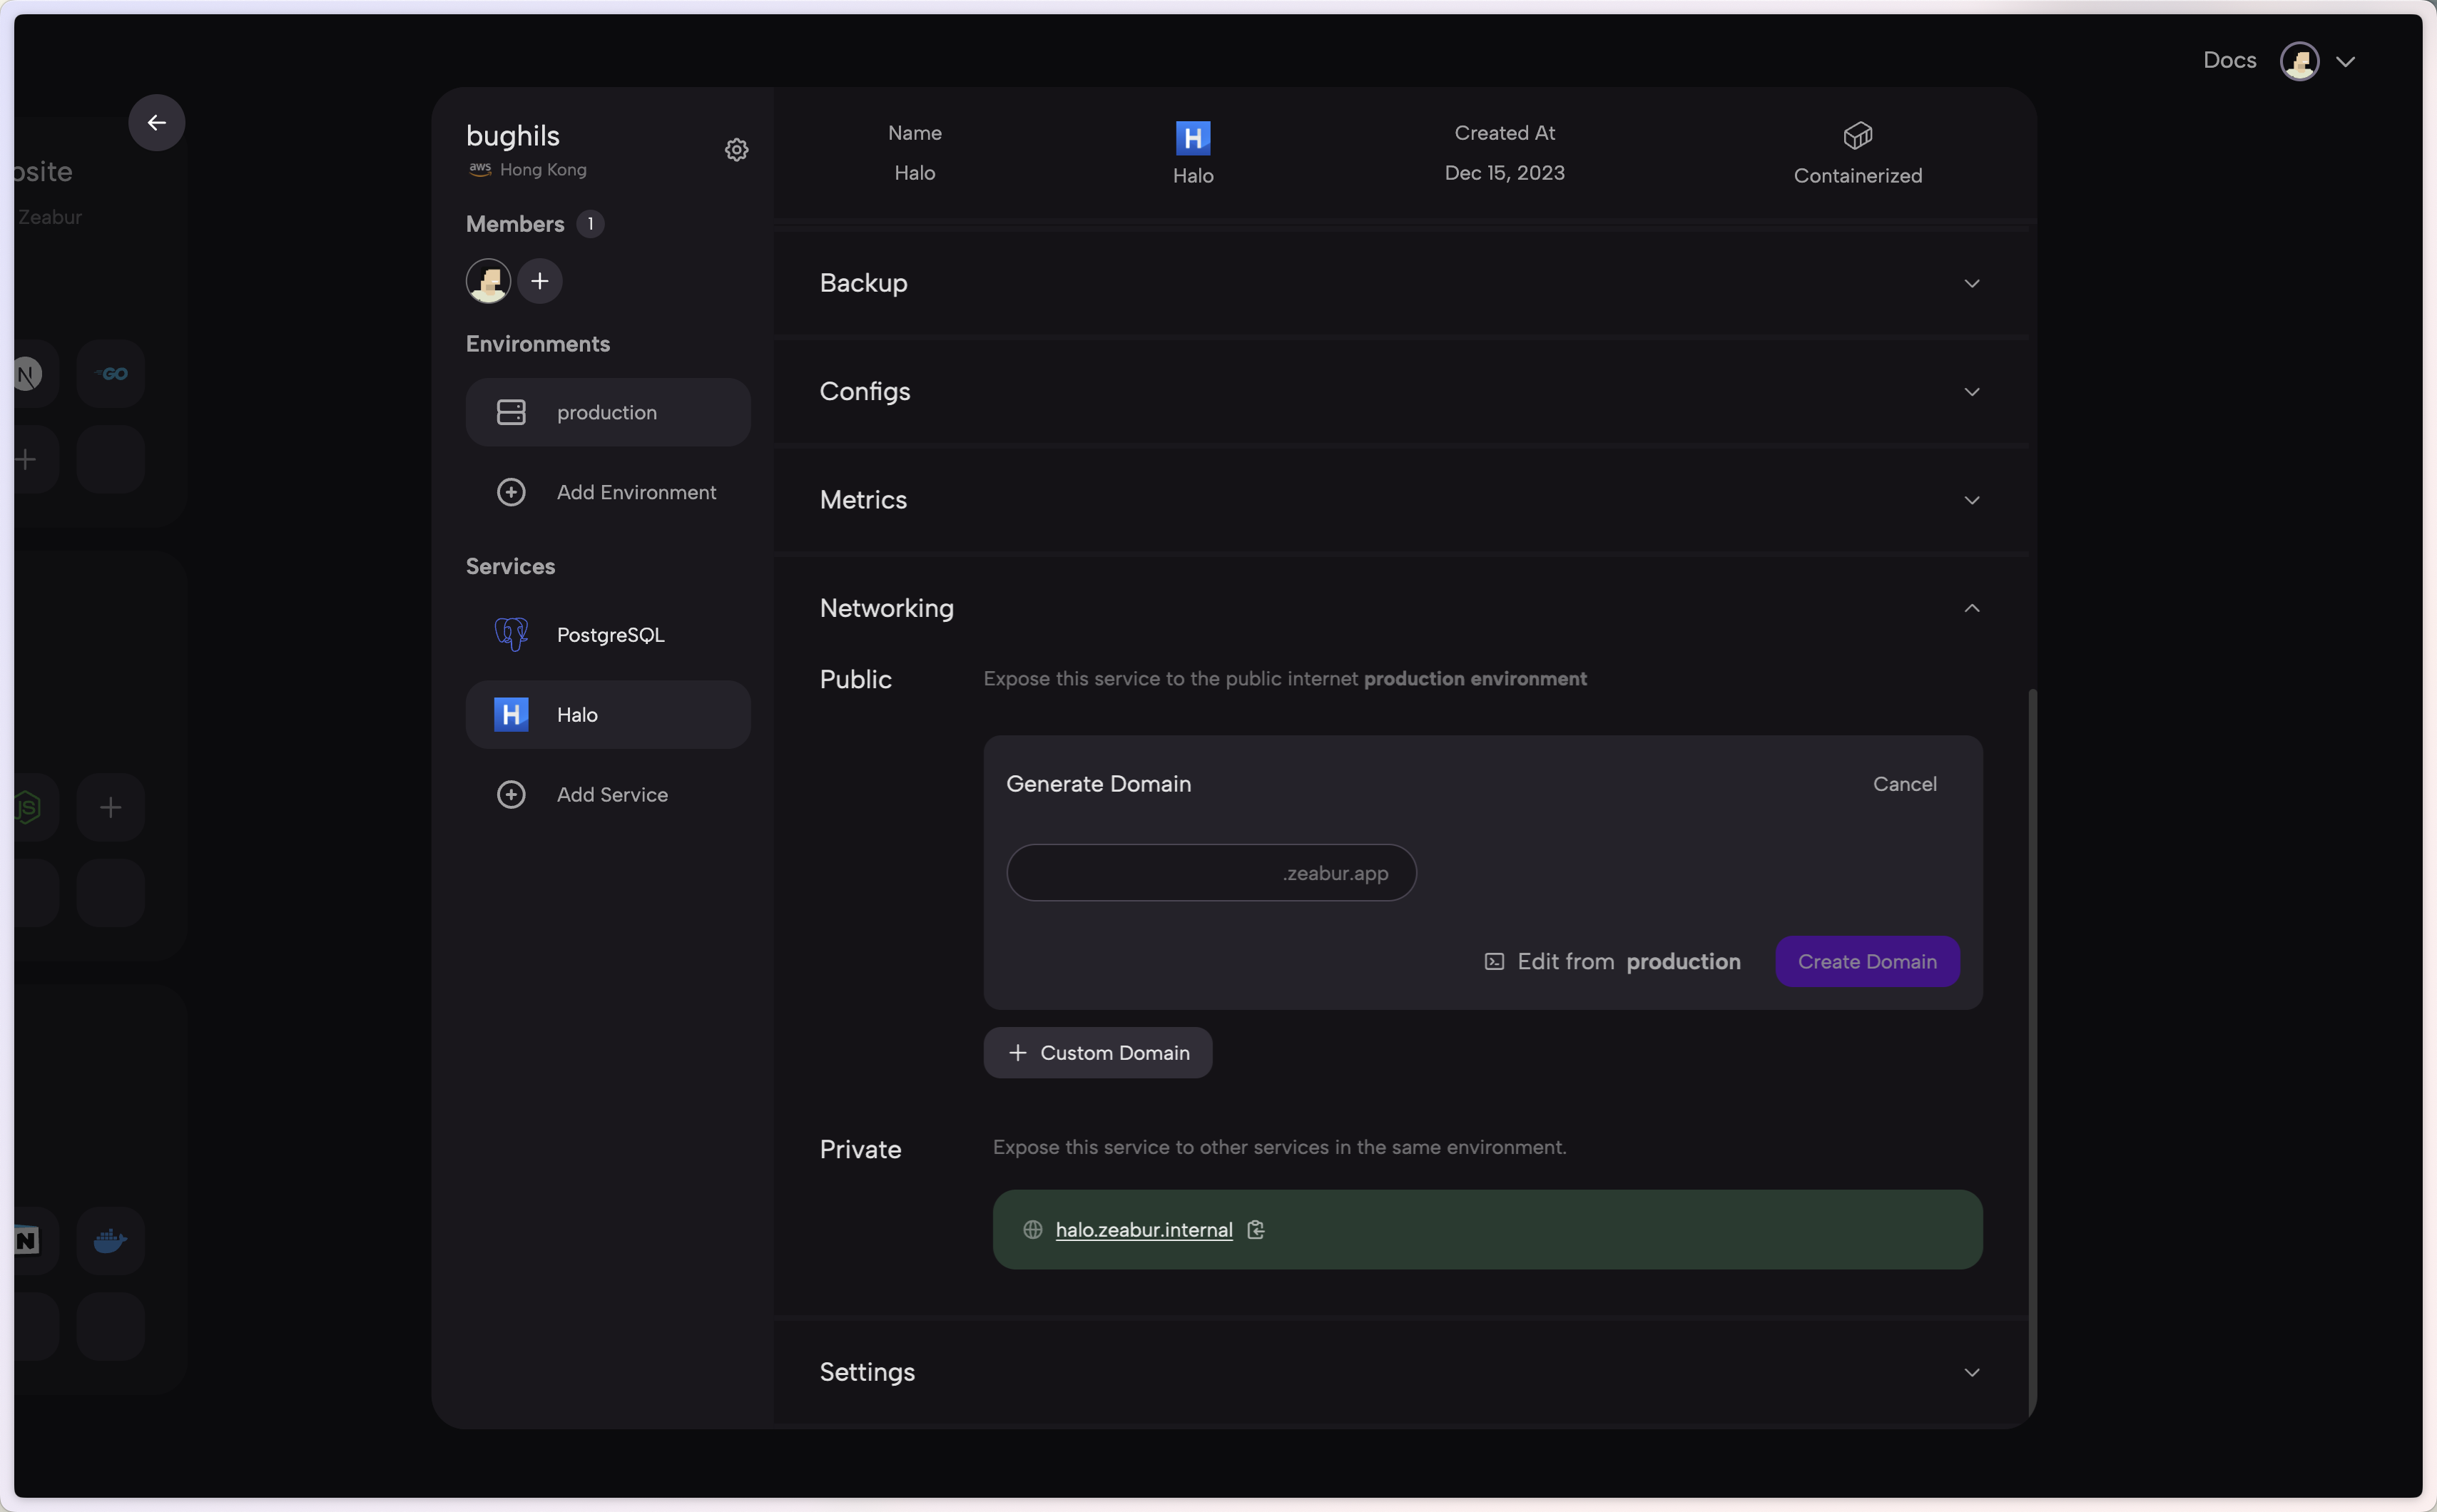 Docs
osite
Zeabur
N
GO
JS
N
bughils
aws Hong Kong
Members 1
Environments
production
Add Environment
Services
PostgreSQL
H Halo
Add Service
Name
Halo
H
Halo
Created At
Dec 15, 2023
Containerized
Backup
Configs
Metrics
Networking
Public
Expose this service to the public internet production environment
Generate Domain
Cancel
.zeabur.app
Edit from production
Create Domain
Custom Domain
Private
Expose this service to other services in the same environment.
halo.zeabur.internal
Settings